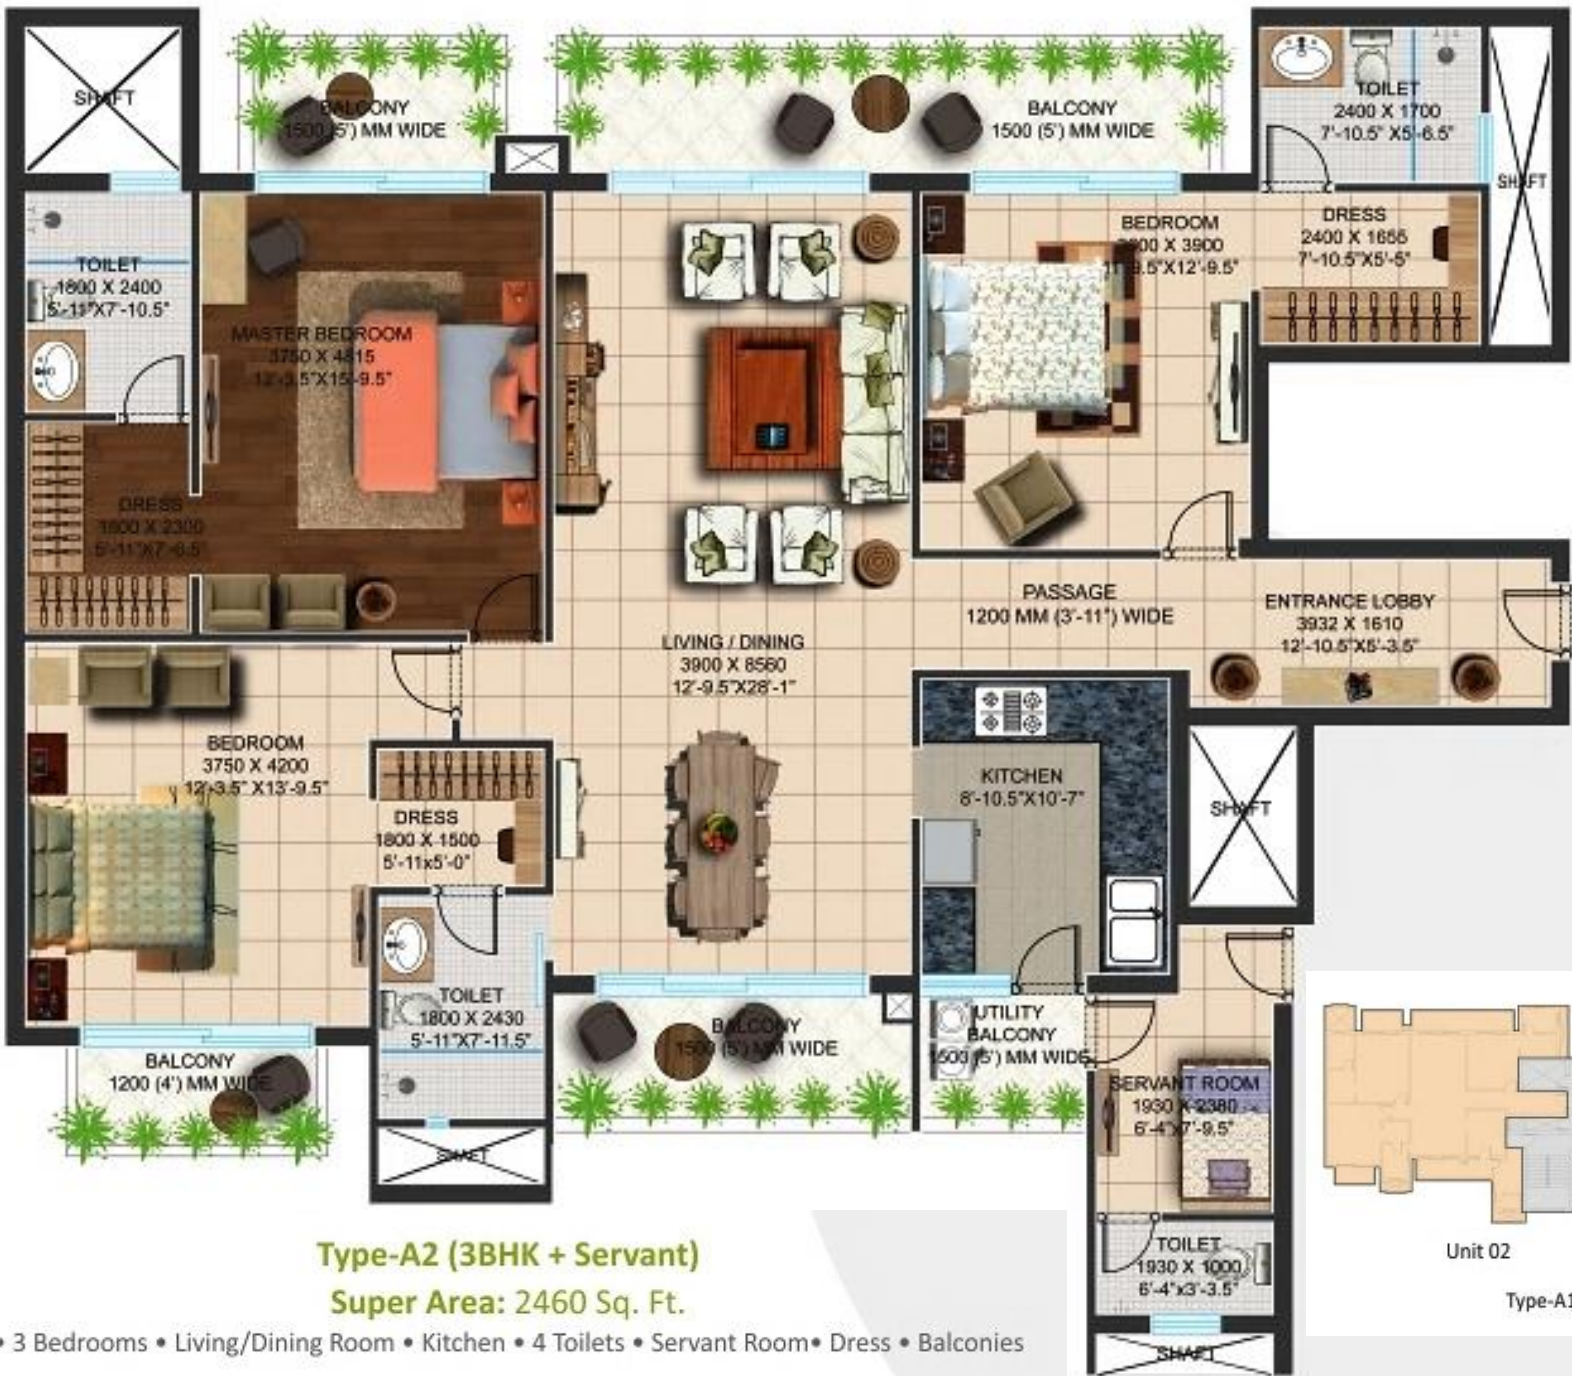 SHAFT
BALCONY
1500 (5') MM WIDE
BALCONY
1500 (5') MM WIDE
TOILET
2400 X 1700
7'-10.5" X5'-6.5"
SHAFT
TOILET
1800 X 2400
5'-11"X7'-10.5"
MASTER BEDROOM
3750 X 4815
12'-3.5"X15'-9.5"
BEDROOM
X 3900
9.5"X12'-9.5"
DRESS
2400 X 1655
7'-10.5"X5'-5"
DRESS
1800 X 2300
5'-11"X7'-6.5"
PASSAGE
1200 MM (3'-11") WIDE
ENTRANCE LOBBY
3932 X 1610
12'-10.5"X5'-3.5"
LIVING / DINING
3900 X 8560
12'-9.5"X28'-1"
BEDROOM
3750 X 4200
12'-3.5" X13'-9.5"
DRESS
1800 X 1500
5'-11x5'-0"
KITCHEN
8'-10.5"X10'-7"
SHAFT
TOILET
1800 X 2430
5'-11"X7'-11.5"
BALCONY
1500 (5') MM WIDE
UTILITY
BALCONY
1500 (5') MM WIDE
BALCONY
1200 (4') MM WIDE
SERVANT ROOM
1930 X 2380
6'-4"x7'-9.5"
SHAFT
TOILET
1930 X 1000
6'-4"x3'-3.5"
SHAFT
Unit 02
Type-A1
Type-A2 (3BHK + Servant)
Super Area: 2460 Sq. Ft.
• 3 Bedrooms • Living/Dining Room • Kitchen • 4 Toilets • Servant Room• Dress • Balconies